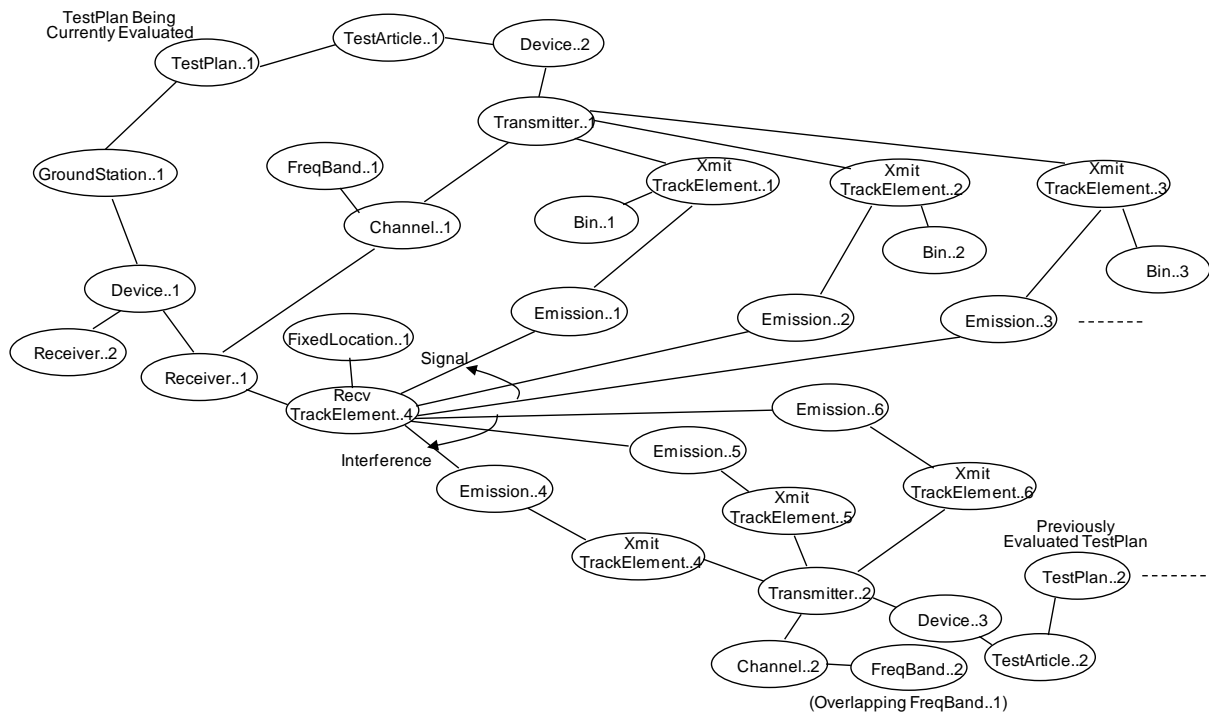 TestPlan Being
Currently Evaluated
TestPlan..1
TestArticle..1
Device..2
Transmitter..1
FreqBand..1
GroundStation..1
Xmit
TrackElement..1
Xmit
TrackElement..2
Xmit
TrackElement..3
Channel..1
Bin..1
Bin..2
Bin..3
Device..1
Emission..1
Emission..2
Emission..3
Receiver..2
FixedLocation..1
Signal
Receiver..1
Recv
TrackElement..4
Emission..6
Interference
Emission..5
Emission..4
Xmit
TrackElement..6
Xmit
TrackElement..5
Previously
Evaluated TestPlan
Xmit
TrackElement..4
TestPlan..2
Transmitter..2
Device..3
Channel..2
FreqBand..2
TestArticle..2
(Overlapping FreqBand..1)